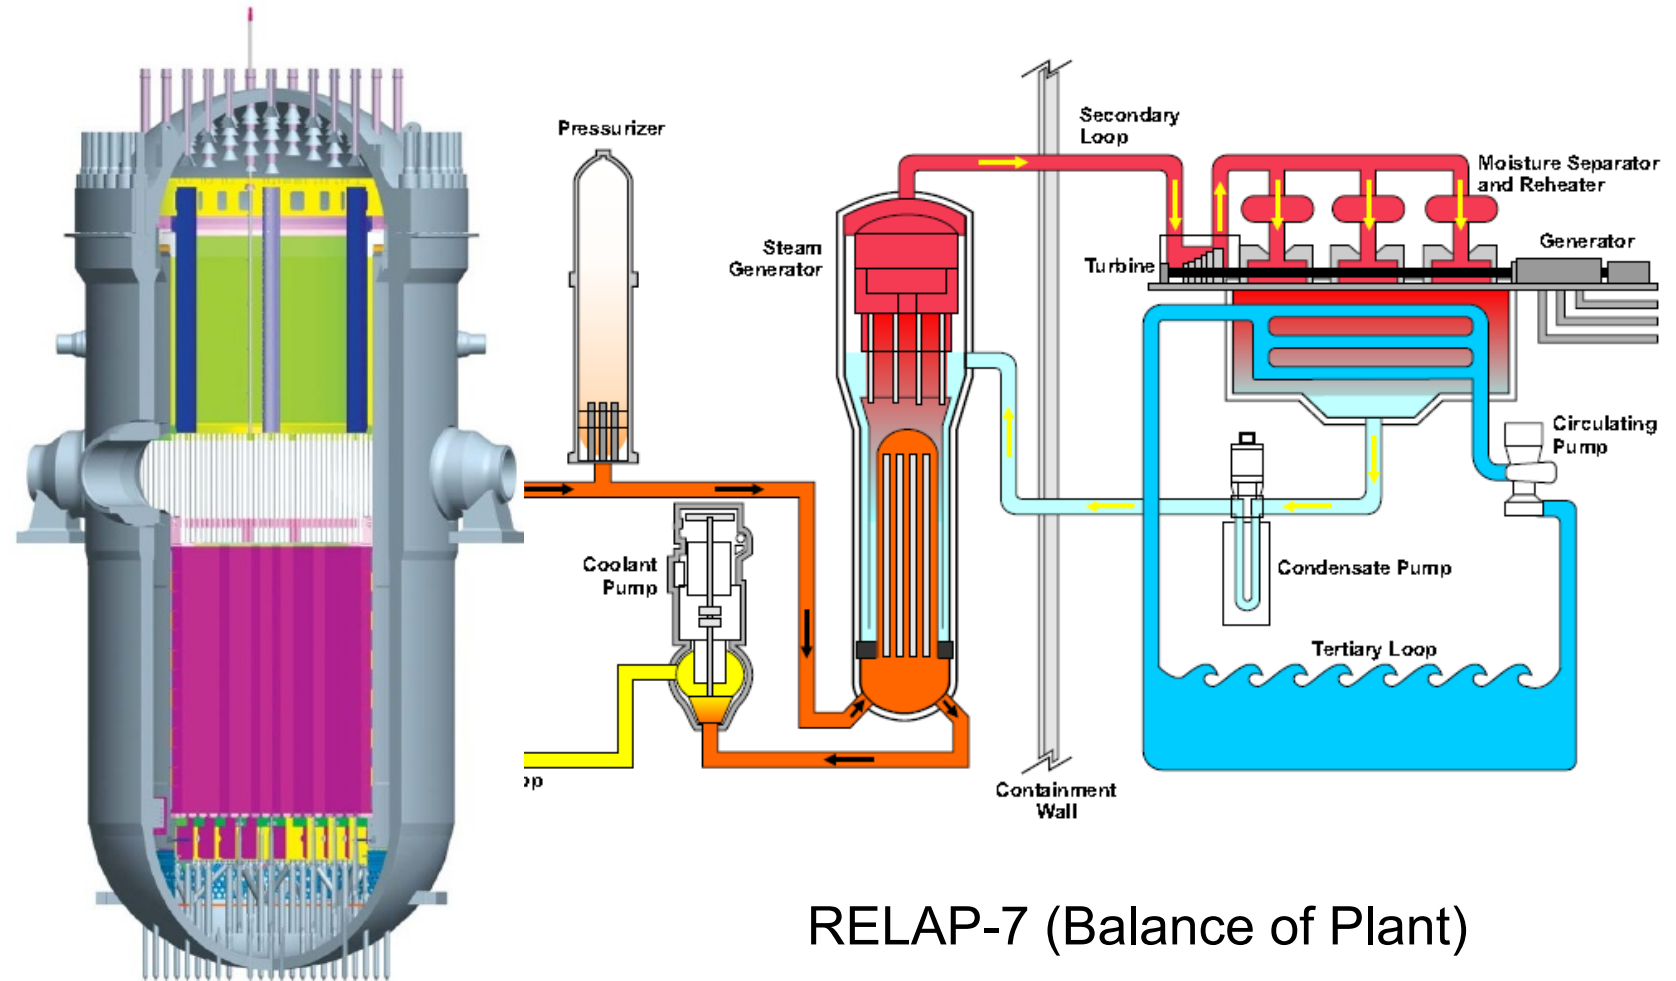 Pressurizer
Secondary
Loop
Moisture Separator
and Reheater
Steam
Generator
Turbine
Generator
Circulating
Pump
Coolant
Pump
Condensate Pump
Tertiary Loop
op
Containment
Wall
RELAP-7 (Balance of Plant)